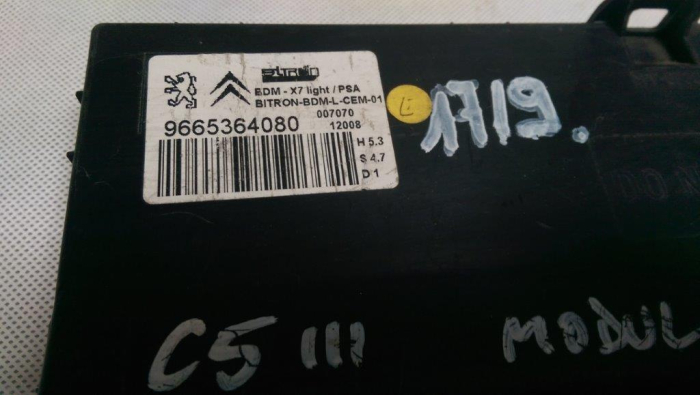 BITRON
BDM - X7 light / PSA
BITRON-BDM-L-CEM-01
007070
9665364080 12008
H 5.3
S 4.7
D 1
L
1719.
C5 III MODUL